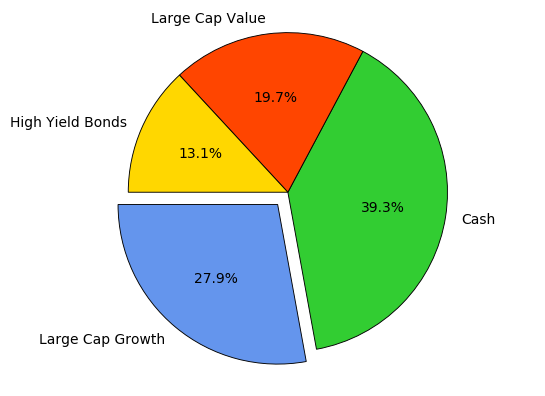 Large Cap Value
19.7%
High Yield Bonds
13.1%
39.3%
Cash
27.9%
Large Cap Growth